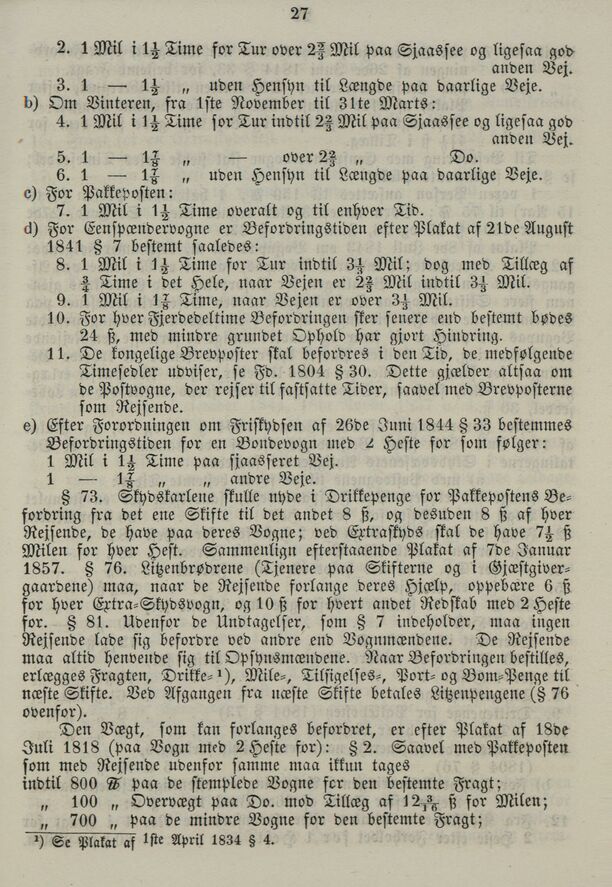 27
2. 1 Mil i 1½ Time for Tur over 2⅔ Mil paa Sjaassee og ligesaa god
anden Vej.
3. 1 — 1½ „ uden Hensyn til Længde paa daarlige Veje.
b) Om Vinteren, fra 1ste November til 31te Marts:
4. 1 Mil i 1½ Time for Tur indtil 2⅔ Mil paa Sjaassee og ligesaa god
anden Vej.
5. 1 — 1⅞ „ — over 2⅔ „ Do.
6. 1 — 1⅞ „ uden Hensyn til Længde paa daarlige Veje.
c) For Pakkeposten:
7. 1 Mil i 1½ Time overalt og til enhver Tid.
d) For Eenspændervogne er Befordringstiden efter Plakat af 21de August
1841 § 7 bestemt saaledes:
8. 1 Mil i 1½ Time for Tur indtil 3⅓ Mil; dog med Tillæg af
¾ Time i det Hele, naar Vejen er 2⅔ Mil indtil 3⅓ Mil.
9. 1 Mil i 1⅞ Time, naar Vejen er over 3⅓ Mil.
10. For hver Fjerdedeltime Befordringen sker senere end bestemt bødes
24 ß, med mindre grundet Ophold har gjort Hindring.
11. De kongelige Brevposter skal befordres i den Tid, de medfølgende
Timesedler udviser, se Fd. 1804 § 30. Dette gjælder altsaa om
de Postvogne, der rejser til fastsatte Tider, saavel med Brevposterne
som Rejsende.
e) Efter Forordningen om Friskydsen af 26de Juni 1844 § 33 bestemmes
Befordringstiden for en Bondevogn med 2 Heste for som følger:
1 Mil i 1½ Time paa sjaasseret Vej.
1 — 1⅞ „ „ andre Veje.
§ 73. Skydskarlene skulle nyde i Drikkepenge for Pakkepostens Be-
fordring fra det ene Skifte til det andet 8 ß, og desuden 8 ß af hver
Rejsende, de have paa deres Vogne; ved Extraskyds skal de have 7½ ß
Milen for hver Hest. Sammenlign efterstaaende Plakat af 7de Januar
1857. § 76. Litzenbrødrene (Tjenere paa Skifterne og i Gjæstgiver-
gaardene) maa, naar de Rejsende forlange deres Hjælp, oppebære 6 ß
for hver Extra-Skydsvogn, og 10 ß for hvert andet Redskab med 2 Heste
for. § 81. Udenfor de Undtagelser, som § 7 indeholder, maa ingen
Rejsende lade sig befordre ved andre end Vognmændene. De Rejsende
maa altid henvende sig til Opsynsmændene. Naar Befordringen bestilles,
erlægges Fragten, Drikke-¹), Mile-, Tilsigelses-, Port- og Bom-Penge til
næste Skifte. Ved Afgangen fra næste Skifte betales Litzenpengene (§ 76
ovenfor).
Den Vægt, som kan forlanges befordret, er efter Plakat af 18de
Juli 1818 (paa Vogn med 2 Heste for): § 2. Saavel med Pakkeposten
som med Rejsende udenfor samme maa ikkun tages
indtil 800 ℔ paa de stemplede Vogne for den bestemte Fragt;
„ 100 „ Overvægt paa Do. mod Tillæg af 12 3/16 ß for Milen;
„ 700 „ paa de mindre Vogne for den bestemte Fragt;
¹) Se Plakat af 1ste April 1834 § 4.